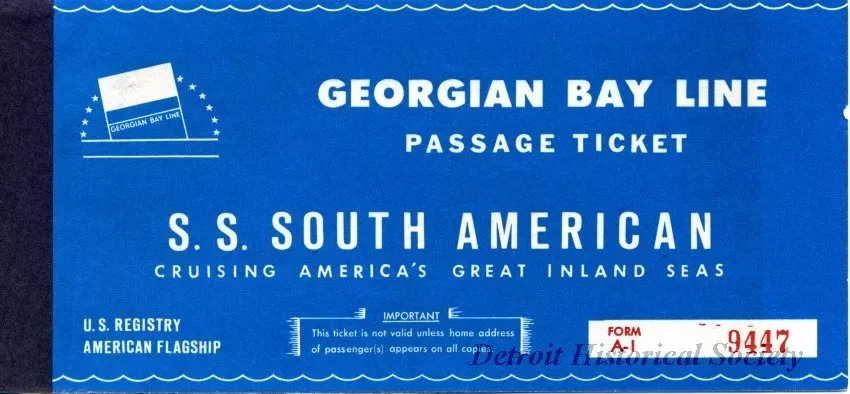 GEORGIAN BAY LINE
GEORGIAN BAY LINE
PASSAGE TICKET
S. S. SOUTH AMERICAN
CRUISING AMERICA'S GREAT INLAND SEAS
U. S. REGISTRY
AMERICAN FLAGSHIP
IMPORTANT
This ticket is not valid unless home address
of passenger(s) appears on all copies.
FORM
A-1
9447
Detroit Historical Society